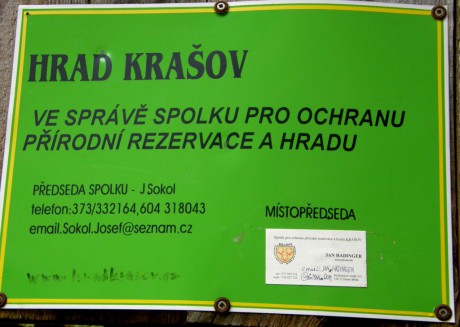 HRAD KRAŠOV
VE SPRÁVĚ SPOLKU PRO OCHRANU
PŘÍRODNÍ REZERVACE A HRADU
PŘEDSEDA SPOLKU - J Sokol
telefon:373/332164,604 318043
email.Sokol.Josef@seznam.cz
MÍSTOPŘEDSEDA
JAN HAIDINGER